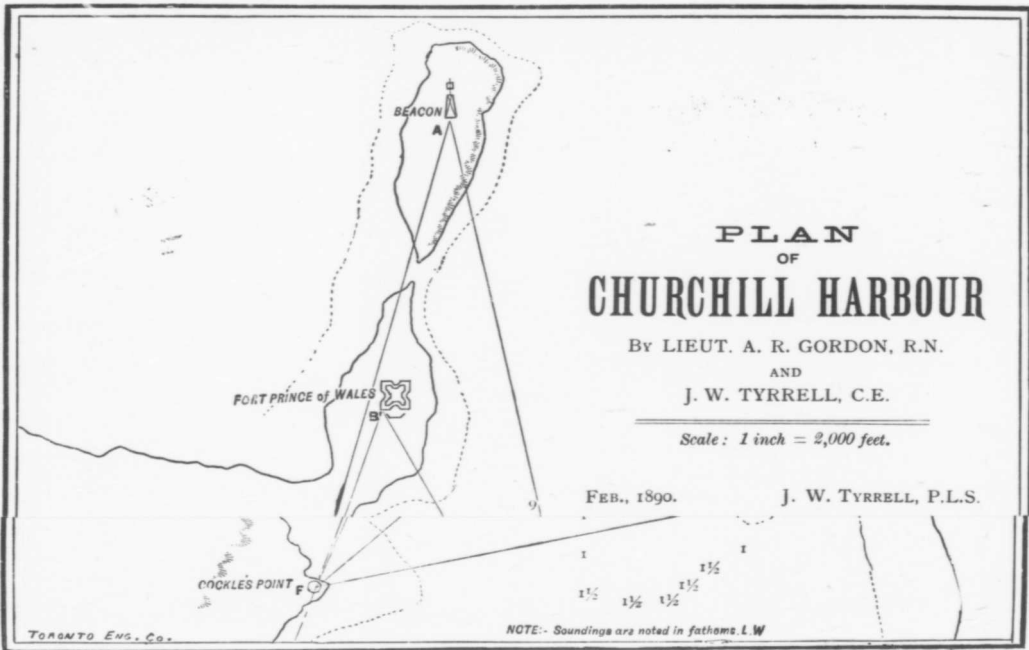 BEACON
A
PLAN
OF
CHURCHILL HARBOUR
By LIEUT. A. R. GORDON, R.N.
AND
J. W. TYRRELL, C.E.
FORT PRINCE of WALES
B
Scale: 1 inch = 2,000 feet.
9
FEB., 1890. J. W. TYRRELL, P.L.S.
1 1
1½
COCKLES POINT F
1½ 1½
1½ 1½
TORONTO ENG. CO.
NOTE:- Soundings are noted in fathoms, L.W